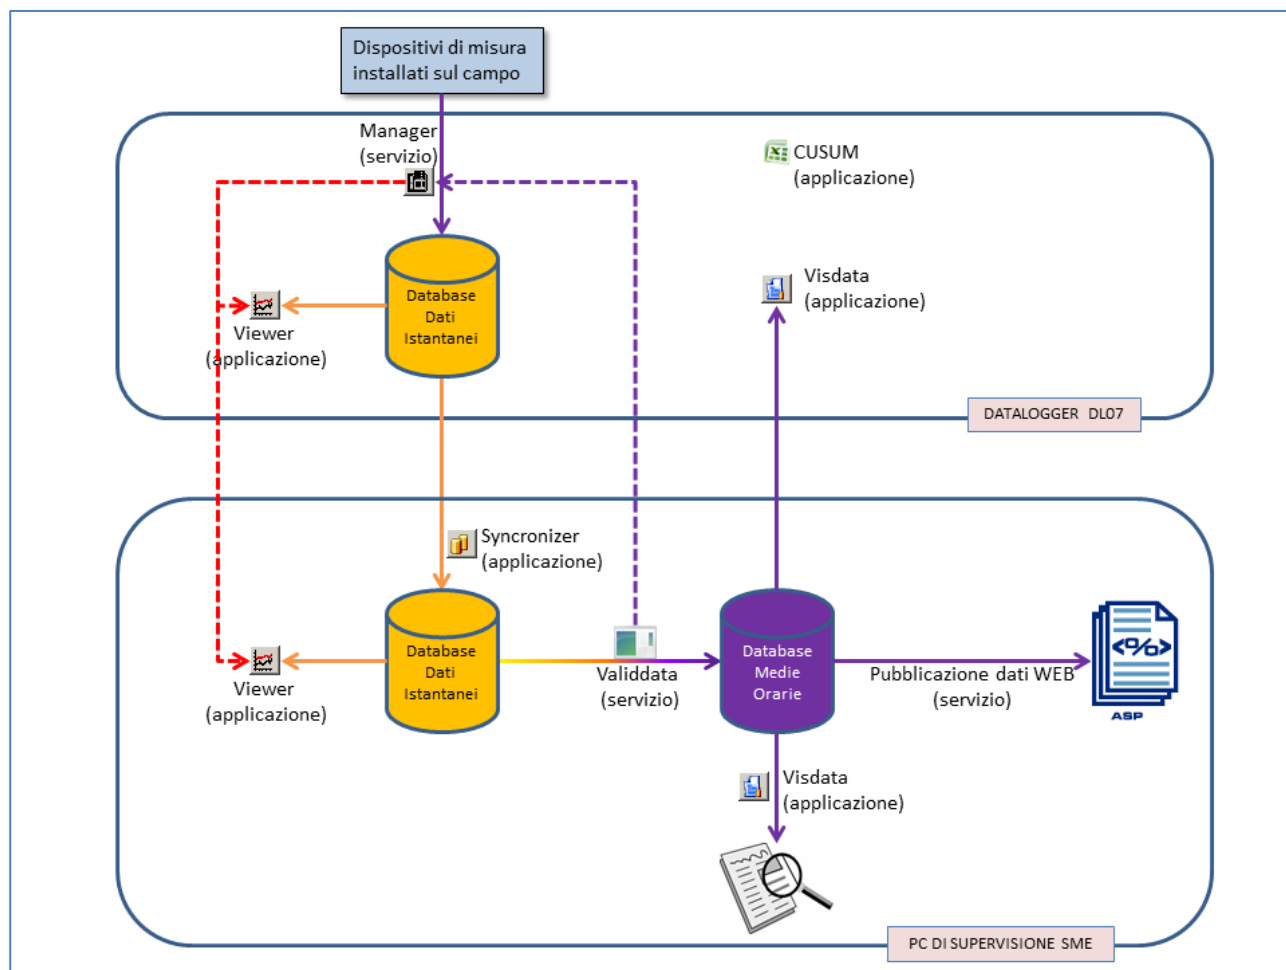 Dispositivi di misura
installati sul campo
Manager
(servizio)
CUSUM
(applicazione)
Visdata
(applicazione)
Database
Dati
Istantanei
Viewer
(applicazione)
DATALOGGER DL07
Syncronizer
(applicazione)
Database
Dati
Istantanei
Viewer
(applicazione)
Validdata
(servizio)
Database
Medie
Orarie
Pubblicazione dati WEB
(servizio)
<%>
ASP
Visdata
(applicazione)
PC DI SUPERVISIONE SME